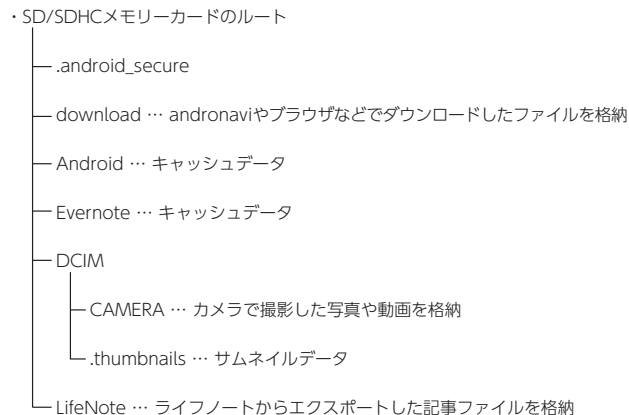 ・SD/SDHCメモリーカードのルート
.android_secure
download … andronaviやブラウザなどでダウンロードしたファイルを格納
Android … キャッシュデータ
Evernote … キャッシュデータ
DCIM
CAMERA … カメラで撮影した写真や動画を格納
.thumbnails … サムネイルデータ
LifeNote … ライフノートからエクスポートした記事ファイルを格納